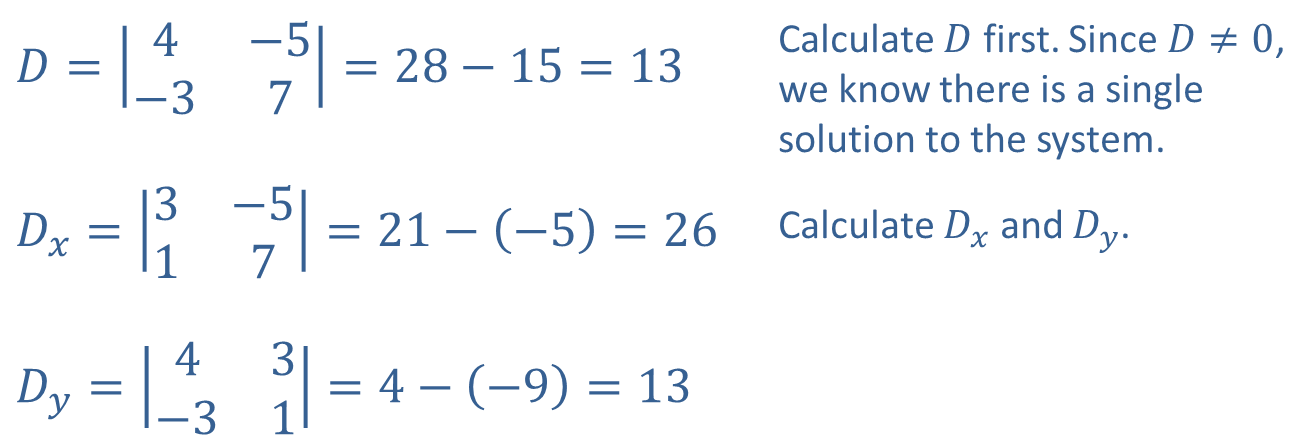 D = | 4 −5 |
| −3 7 | = 28 − 15 = 13
Calculate D first. Since D ≠ 0,
we know there is a single
solution to the system.
Dₓ = | 3 −5 |
| 1 7 | = 21 − (−5) = 26
Calculate Dₓ and Dᵧ.
Dᵧ = | 4 3 |
| −3 1 | = 4 − (−9) = 13